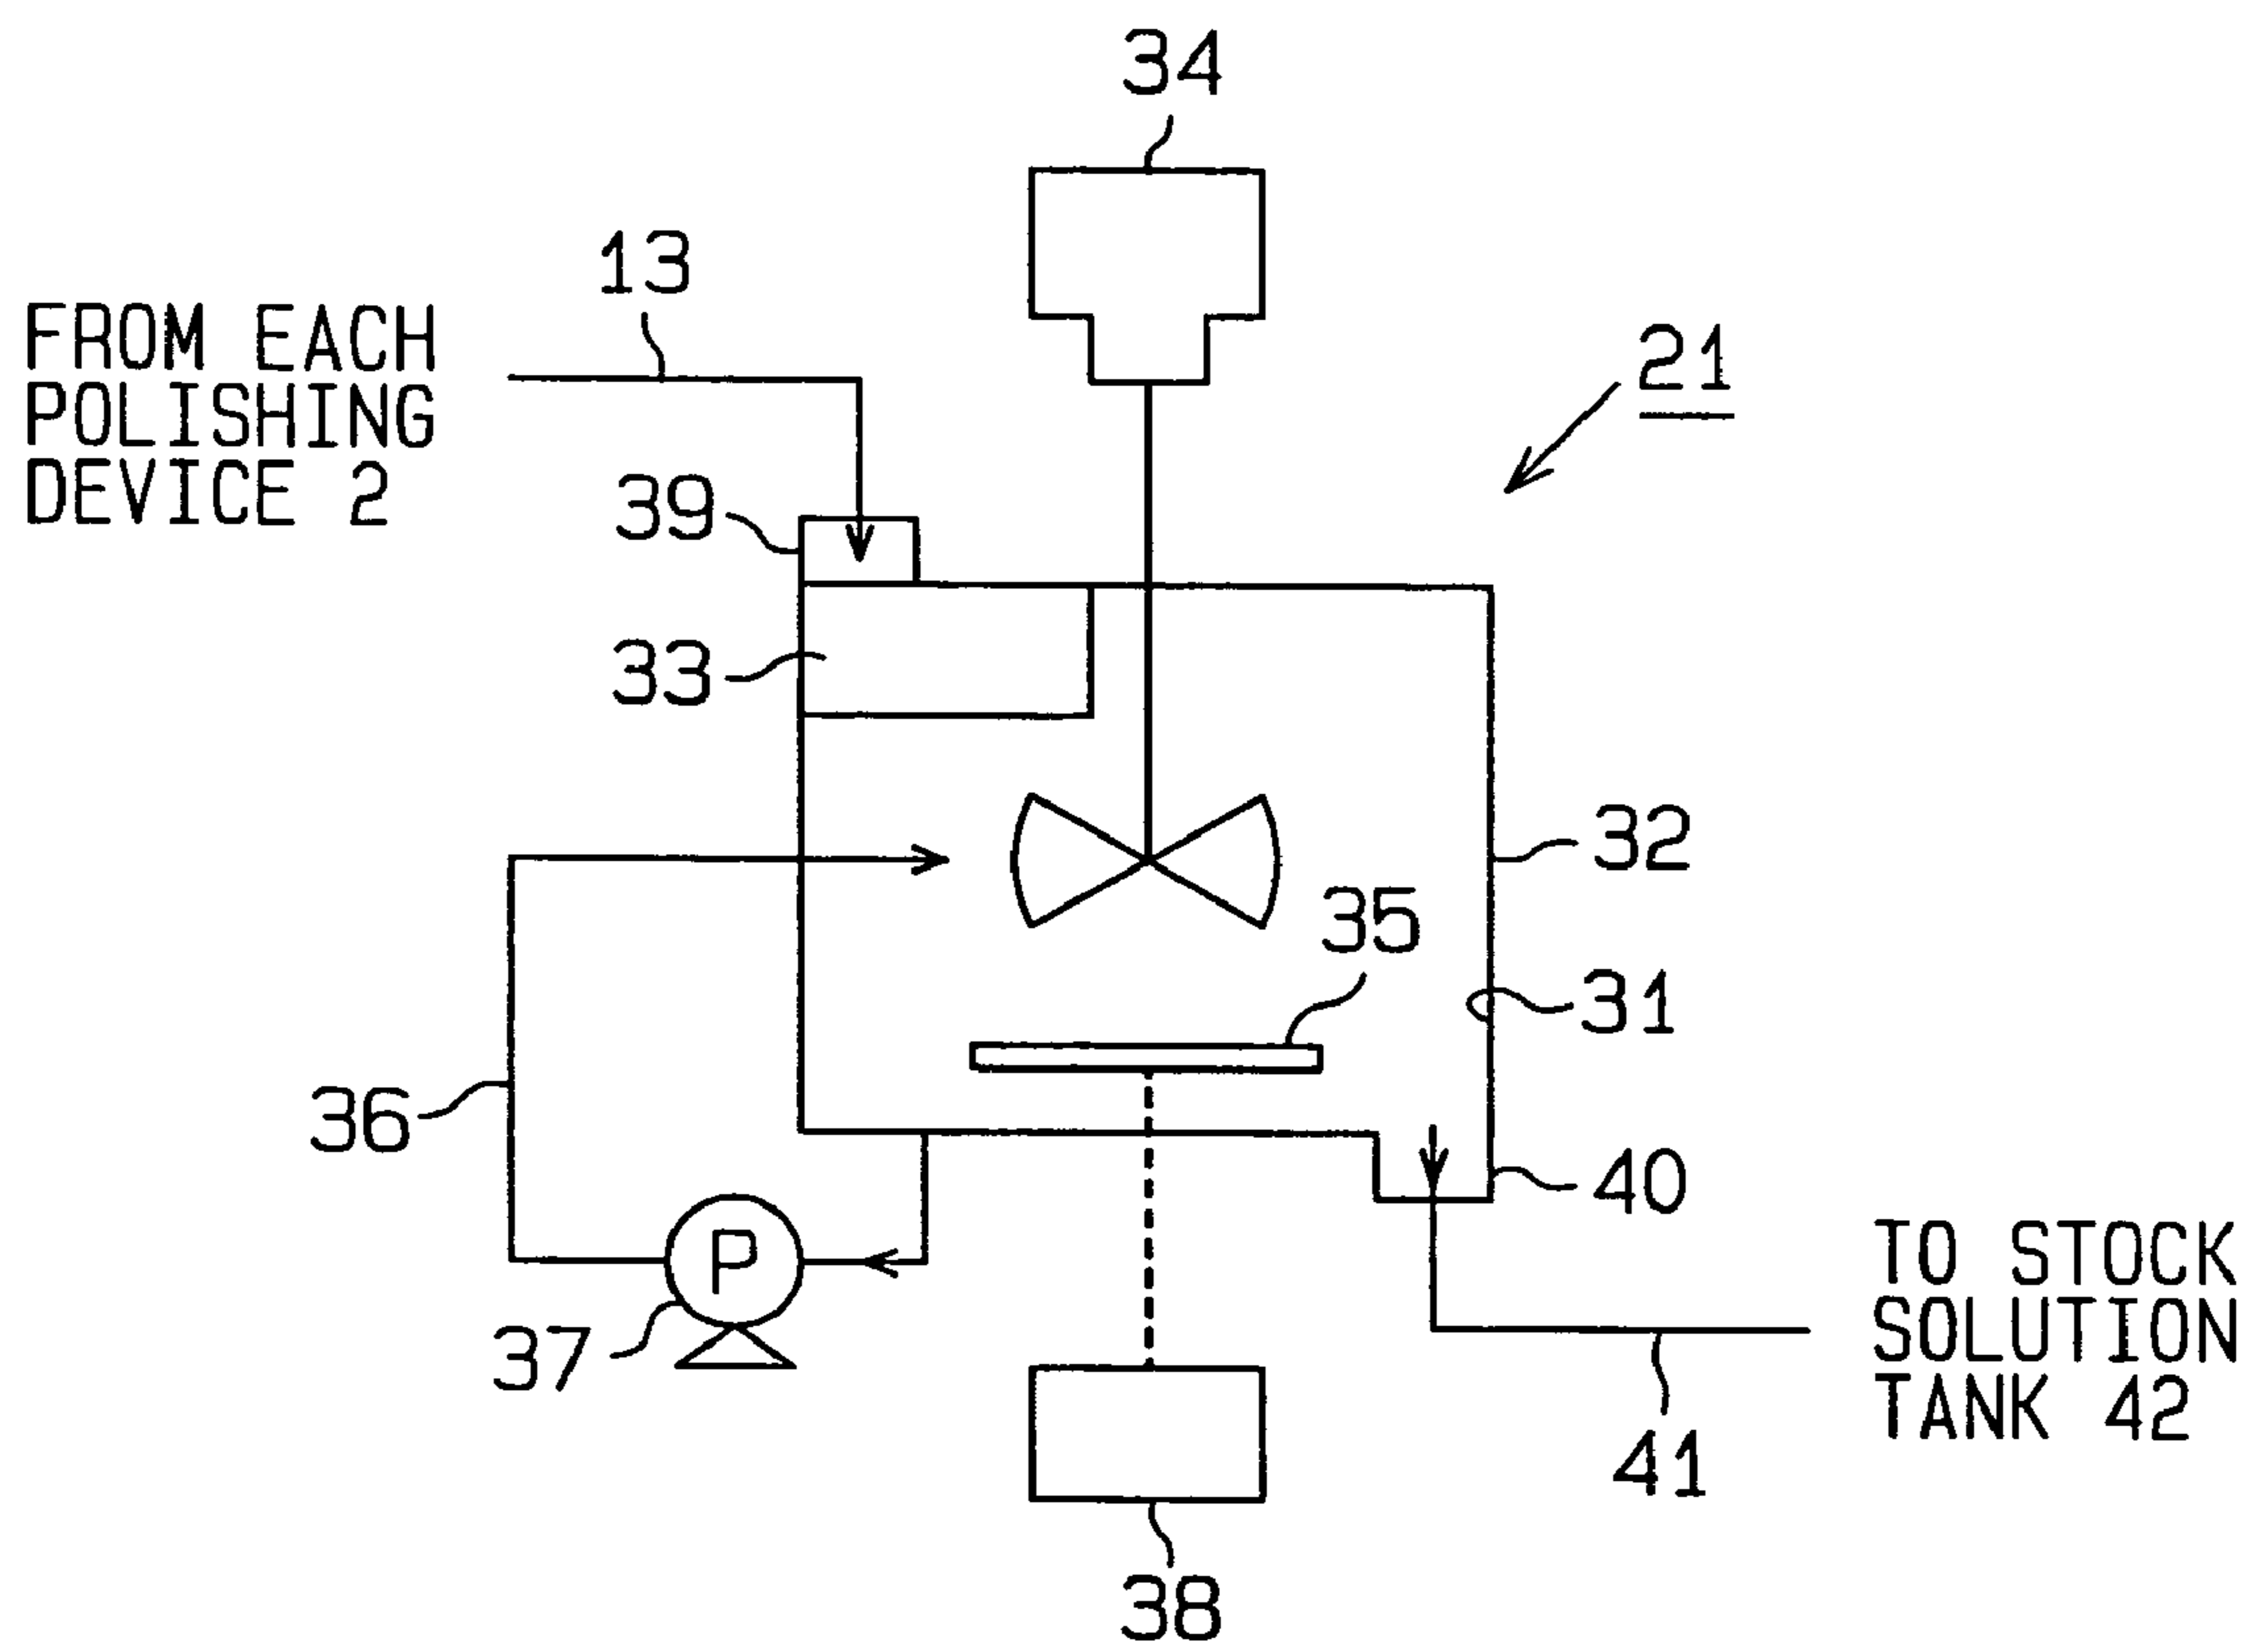 34
13
FROM EACH
POLISHING
DEVICE 2
21
39
33
32
35
31
36
40
P
37
TO STOCK
SOLUTION
TANK 42
41
38